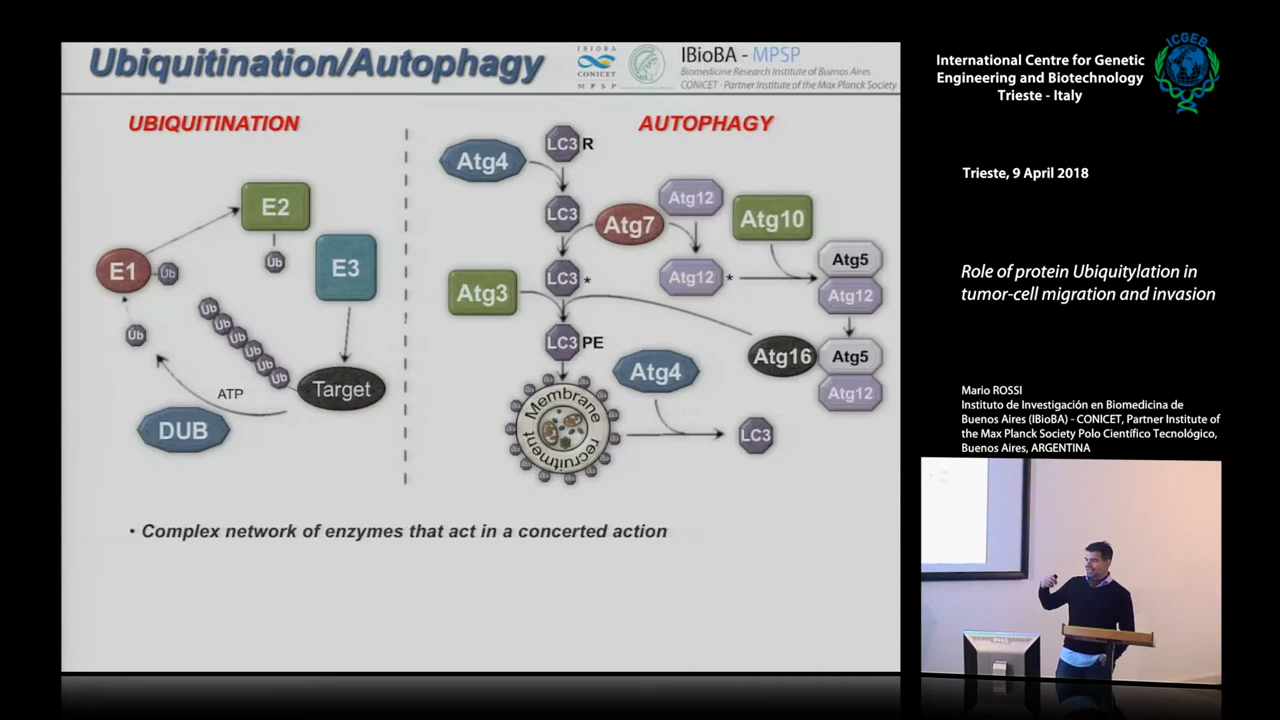 Ubiquitination/Autophagy
IBIOBA
CONICET
MPSP
IBioBA - MPSP
Biomedicine Research Institute of Buenos Aires
CONICET - Partner Institute of the Max Planck Society
UBIQUITINATION
E2
Ub
E1
Ub
E3
Ub
Ub
Ub
Ub
Ub
Ub
Ub
ATP
Target
DUB
AUTOPHAGY
LC3 R
Atg4
LC3
Atg7
Atg12
Atg10
LC3 *
Atg12 *
Atg5
Atg12
Atg3
LC3 PE
Atg16
Atg5
Atg12
Atg4
Membrane
recruitment
LC3
• Complex network of enzymes that act in a concerted action
International Centre for Genetic
Engineering and Biotechnology
Trieste - Italy
ICGEB
Trieste, 9 April 2018
Role of protein Ubiquitylation in
tumor-cell migration and invasion
Mario ROSSI
Instituto de Investigación en Biomedicina de
Buenos Aires (IBioBA) - CONICET, Partner Institute of
the Max Planck Society Polo Científico Tecnológico,
Buenos Aires, ARGENTINA
DELL